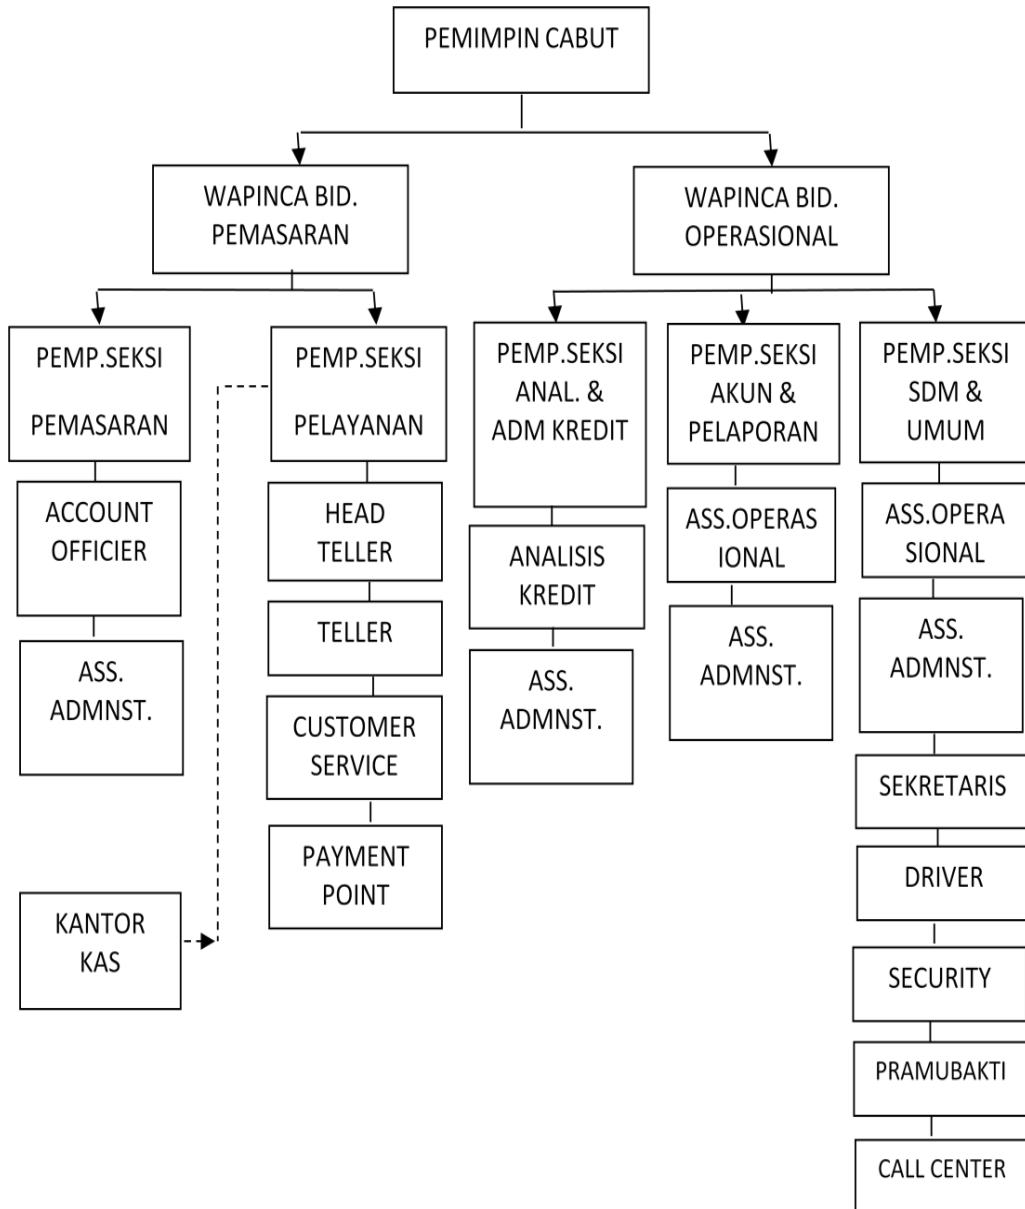 PEMIMPIN CABUT
WAPINCA BID.
PEMASARAN
WAPINCA BID.
OPERASIONAL
PEMP.SEKSI
PEMASARAN
PEMP.SEKSI
PELAYANAN
PEMP.SEKSI
ANAL. &
ADM KREDIT
PEMP.SEKSI
AKUN &
PELAPORAN
PEMP.SEKSI
SDM &
UMUM
ACCOUNT
OFFICIER
HEAD
TELLER
ANALISIS
KREDIT
ASS.OPERAS
IONAL
ASS.OPERA
SIONAL
ASS.
ADMNST.
TELLER
ASS.
ADMNST.
ASS.
ADMNST.
ASS.
ADMNST.
CUSTOMER
SERVICE
SEKRETARIS
PAYMENT
POINT
DRIVER
KANTOR
KAS
SECURITY
PRAMUBAKTI
CALL CENTER